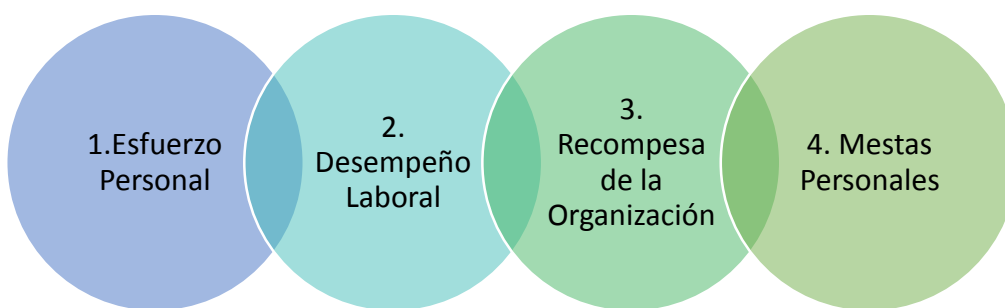 1.Esfuerzo
Personal
2.
Desempeño
Laboral
3.
Recompesa
de la
Organización
4. Mestas
Personales